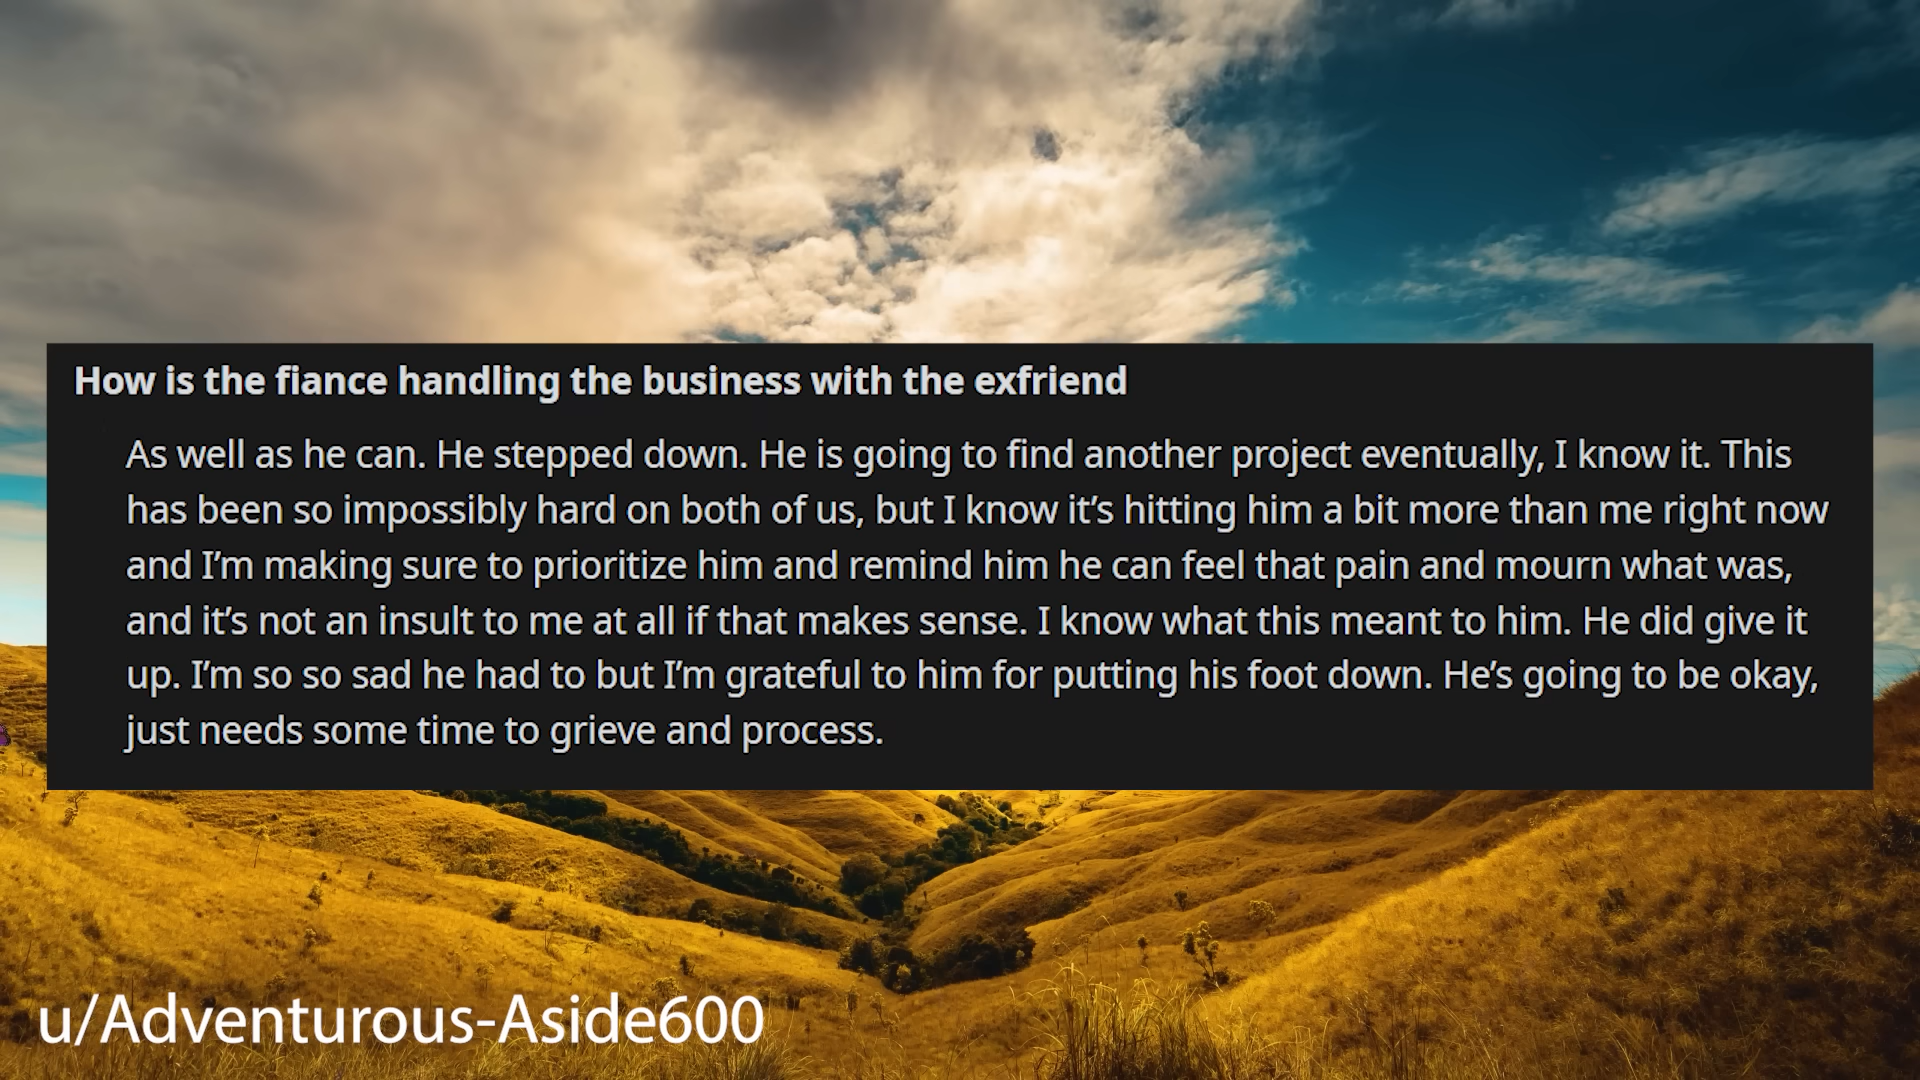 How is the fiance handling the business with the exfriend
As well as he can. He stepped down. He is going to find another project eventually, I know it. This
has been so impossibly hard on both of us, but I know it’s hitting him a bit more than me right now
and I’m making sure to prioritize him and remind him he can feel that pain and mourn what was,
and it’s not an insult to me at all if that makes sense. I know what this meant to him. He did give it
up. I’m so so sad he had to but I’m grateful to him for putting his foot down. He’s going to be okay,
just needs some time to grieve and process.
u/Adventurous-Aside600